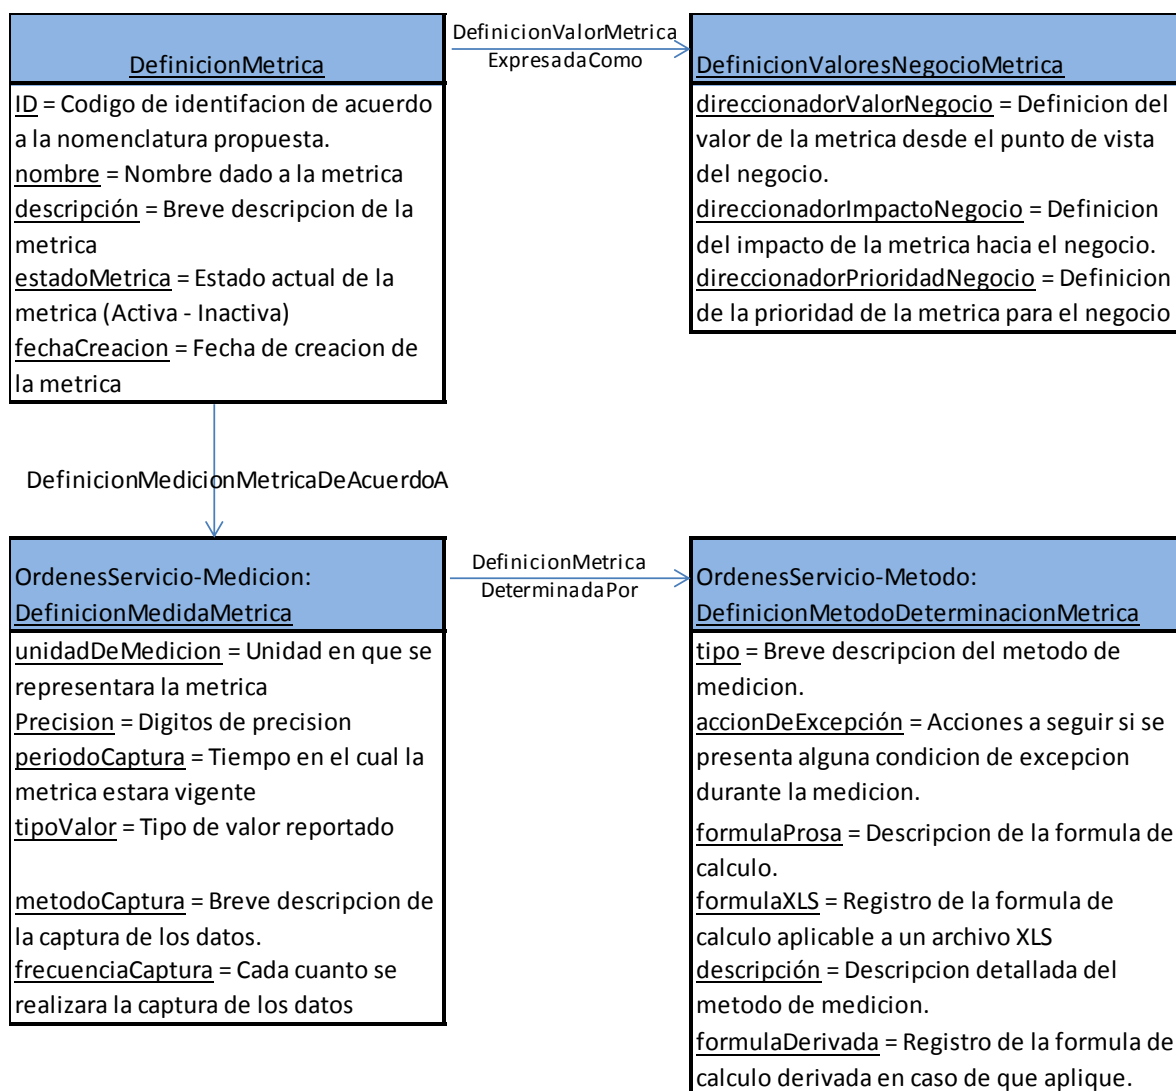 DefinicionMetrica
ID = Codigo de identifacion de acuerdo
a la nomenclatura propuesta.
nombre = Nombre dado a la metrica
descripción = Breve descripcion de la
metrica
estadoMetrica = Estado actual de la
metrica (Activa - Inactiva)
fechaCreacion = Fecha de creacion de
la metrica
DefinicionValorMetrica
ExpresadaComo
DefinicionValoresNegocioMetrica
direccionadorValorNegocio = Definicion del
valor de la metrica desde el punto de vista
del negocio.
direccionadorImpactoNegocio = Definicion
del impacto de la metrica hacia el negocio.
direccionadorPrioridadNegocio = Definicion
de la prioridad de la metrica para el negocio
DefinicionMedicionMetricaDeAcuerdoA
OrdenesServicio-Medicion:
DefinicionMedidaMetrica
unidadDeMedicion = Unidad en que se
representara la metrica
Precision = Digitos de precision
periodoCaptura = Tiempo en el cual la
metrica estara vigente
tipoValor = Tipo de valor reportado
metodoCaptura = Breve descripcion de
la captura de los datos.
frecuenciaCaptura = Cada cuanto se
realizara la captura de los datos
DefinicionMetrica
DeterminadaPor
OrdenesServicio-Metodo:
DefinicionMetodoDeterminacionMetrica
tipo = Breve descripcion del metodo de
medicion.
accionDeExcepción = Acciones a seguir si se
presenta alguna condicion de excepcion
durante la medicion.
formulaProsa = Descripcion de la formula de
calculo.
formulaXLS = Registro de la formula de
calculo aplicable a un archivo XLS
descripción = Descripcion detallada del
metodo de medicion.
formulaDerivada = Registro de la formula de
calculo derivada en caso de que aplique.